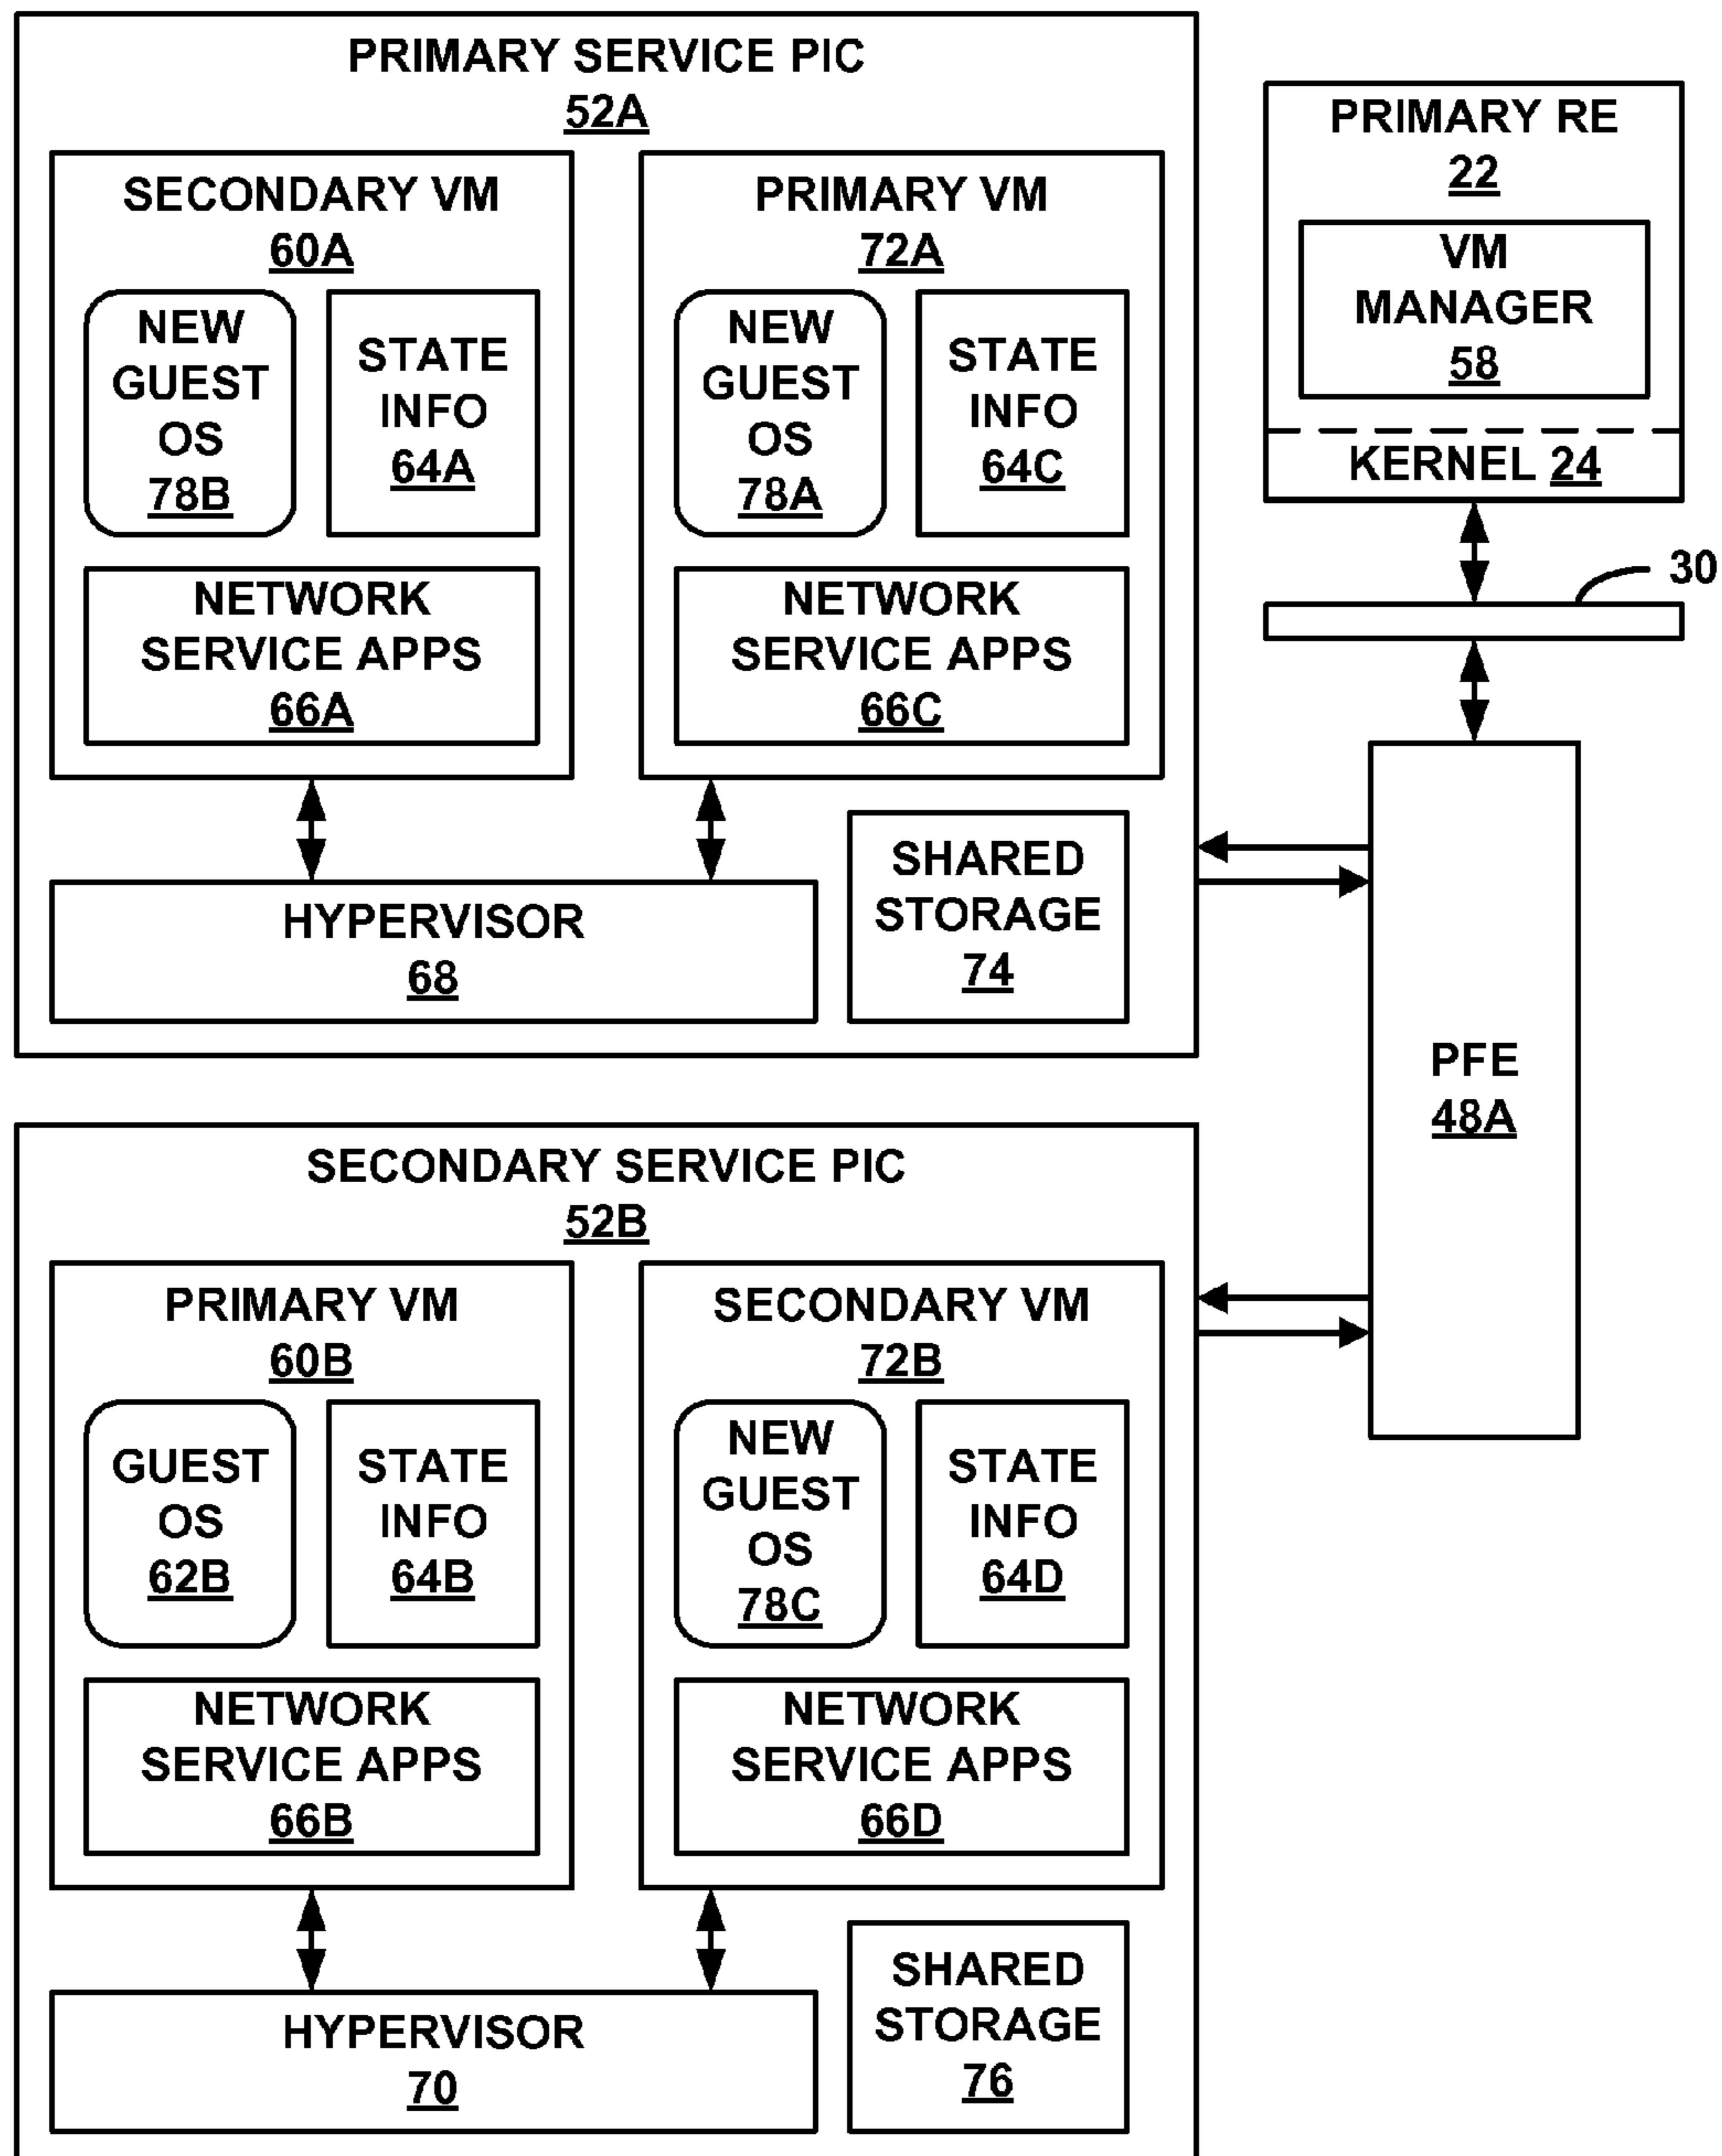 PRIMARY SERVICE PIC
52A
SECONDARY VM
60A
NEW
GUEST
OS
78B
STATE
INFO
64A
NETWORK
SERVICE APPS
66A
PRIMARY VM
72A
NEW
GUEST
OS
78A
STATE
INFO
64C
NETWORK
SERVICE APPS
66C
HYPERVISOR
68
SHARED
STORAGE
74
PRIMARY RE
22
VM
MANAGER
58
KERNEL 24
30
PFE
48A
SECONDARY SERVICE PIC
52B
PRIMARY VM
60B
GUEST
OS
62B
STATE
INFO
64B
NETWORK
SERVICE APPS
66B
SECONDARY VM
72B
NEW
GUEST
OS
78C
STATE
INFO
64D
NETWORK
SERVICE APPS
66D
HYPERVISOR
70
SHARED
STORAGE
76